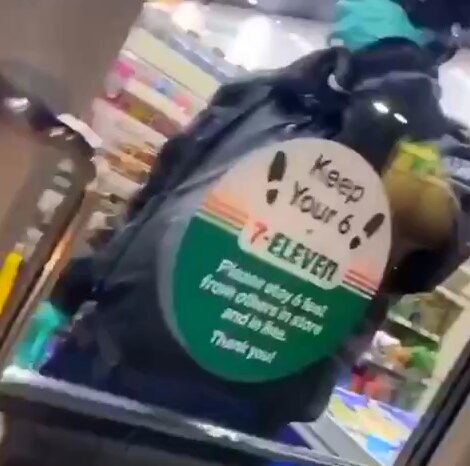 Keep
Your 6
7-ELEVEn
Please stay 6 feet
from others in store
and in line.
Thank you!